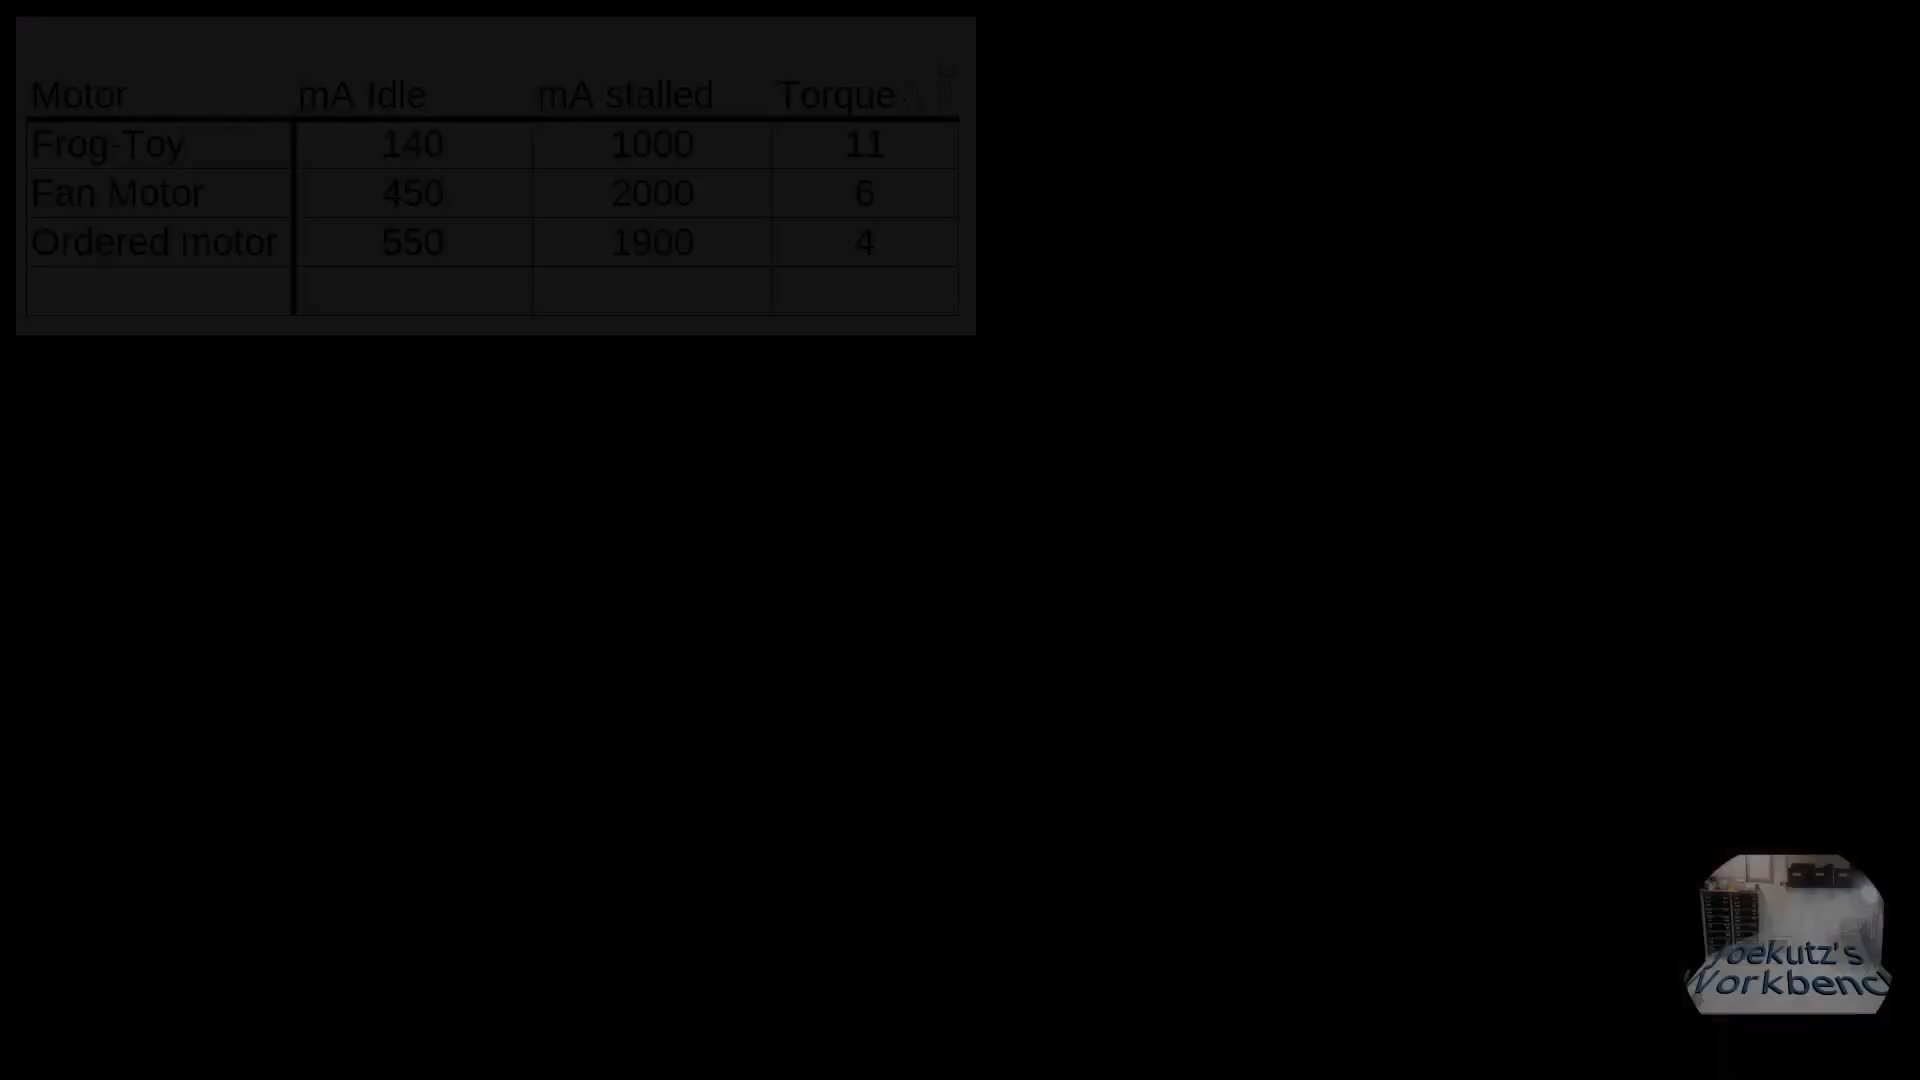 Motor mA Idle mA stalled Torque
Frog-Toy 140 1000 11
Fan Motor 450 2000 6
Ordered motor 550 1900 4
Joekutz's
Workbench